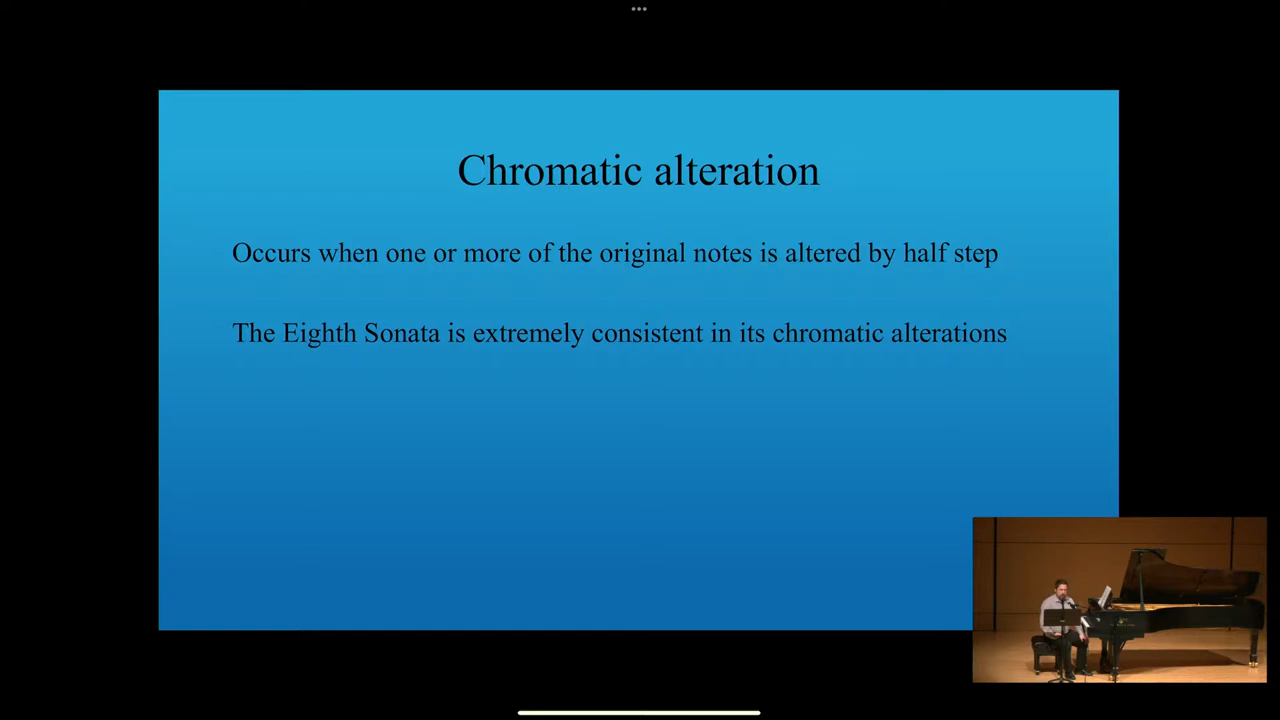 Chromatic alteration
Occurs when one or more of the original notes is altered by half step
The Eighth Sonata is extremely consistent in its chromatic alterations